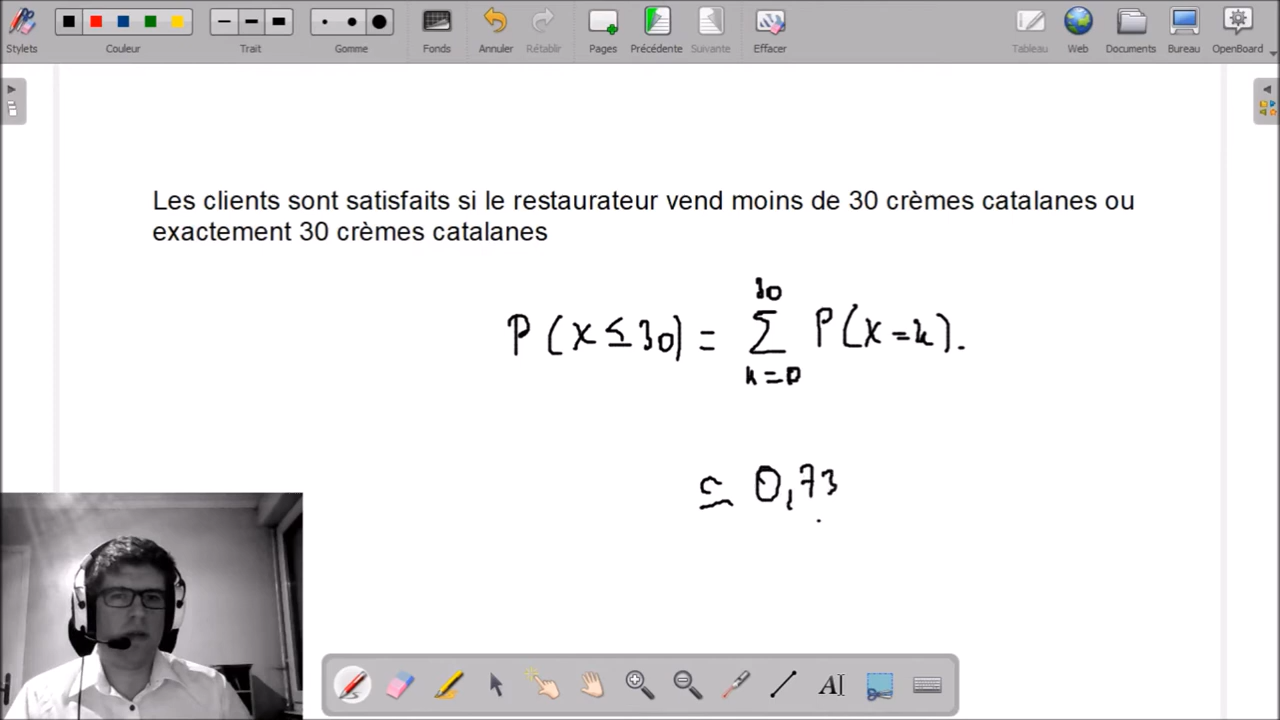 Stylets Couleur Trait Gomme Fonds Annuler Rétablir Pages Précédente Suivante Effacer Tableau Web Documents Bureau OpenBoard
Les clients sont satisfaits si le restaurateur vend moins de 30 crèmes catalanes ou
exactement 30 crèmes catalanes
30
P(X≤30) = ∑ P(X=k).
k=0
≃ 0,73
AI